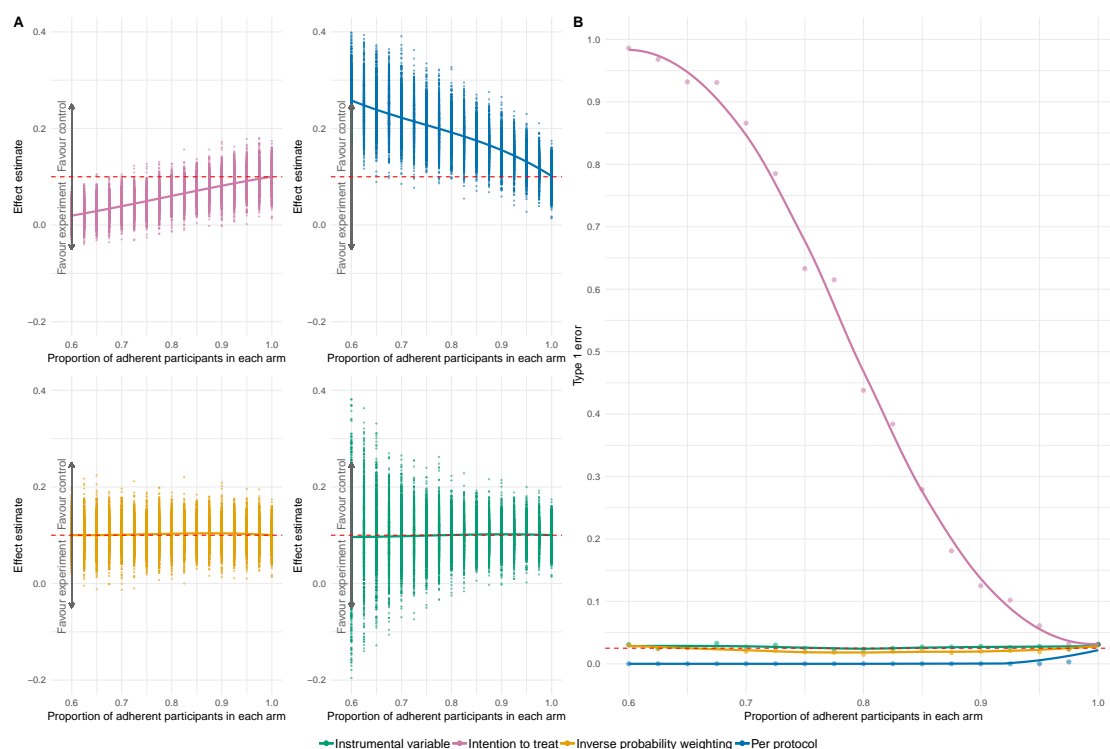 A
B
0.4
0.2
0.0
−0.2
Effect estimate
Favour experiment
Favour control
0.6
0.7
0.8
0.9
1.0
Proportion of adherent participants in each arm
0.4
0.2
0.0
−0.2
Effect estimate
Favour experiment
Favour control
0.6
0.7
0.8
0.9
1.0
Proportion of adherent participants in each arm
0.4
0.2
0.0
−0.2
Effect estimate
Favour experiment
Favour control
0.6
0.7
0.8
0.9
1.0
Proportion of adherent participants in each arm
0.4
0.2
0.0
−0.2
Effect estimate
Favour experiment
Favour control
0.6
0.7
0.8
0.9
1.0
Proportion of adherent participants in each arm
1.0
0.9
0.8
0.7
0.6
0.5
0.4
0.3
0.2
0.1
0.0
Type 1 error
0.6
0.7
0.8
0.9
1.0
Proportion of adherent participants in each arm
Instrumental variable
Intention to treat
Inverse probability weighting
Per protocol